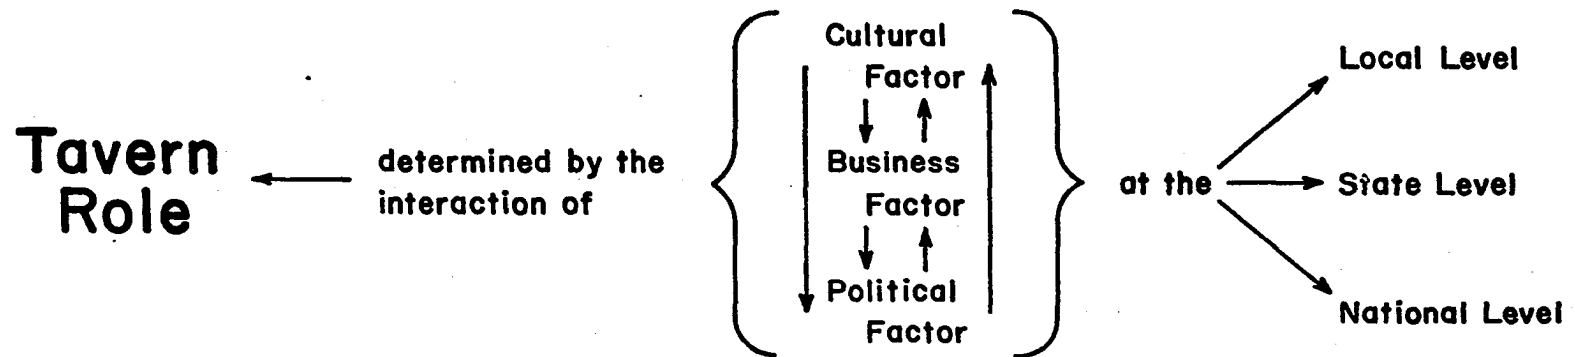 Tavern
Role
determined by the
interaction of
Cultural
Factor
Business
Factor
Political
Factor
at the
Local Level
State Level
National Level